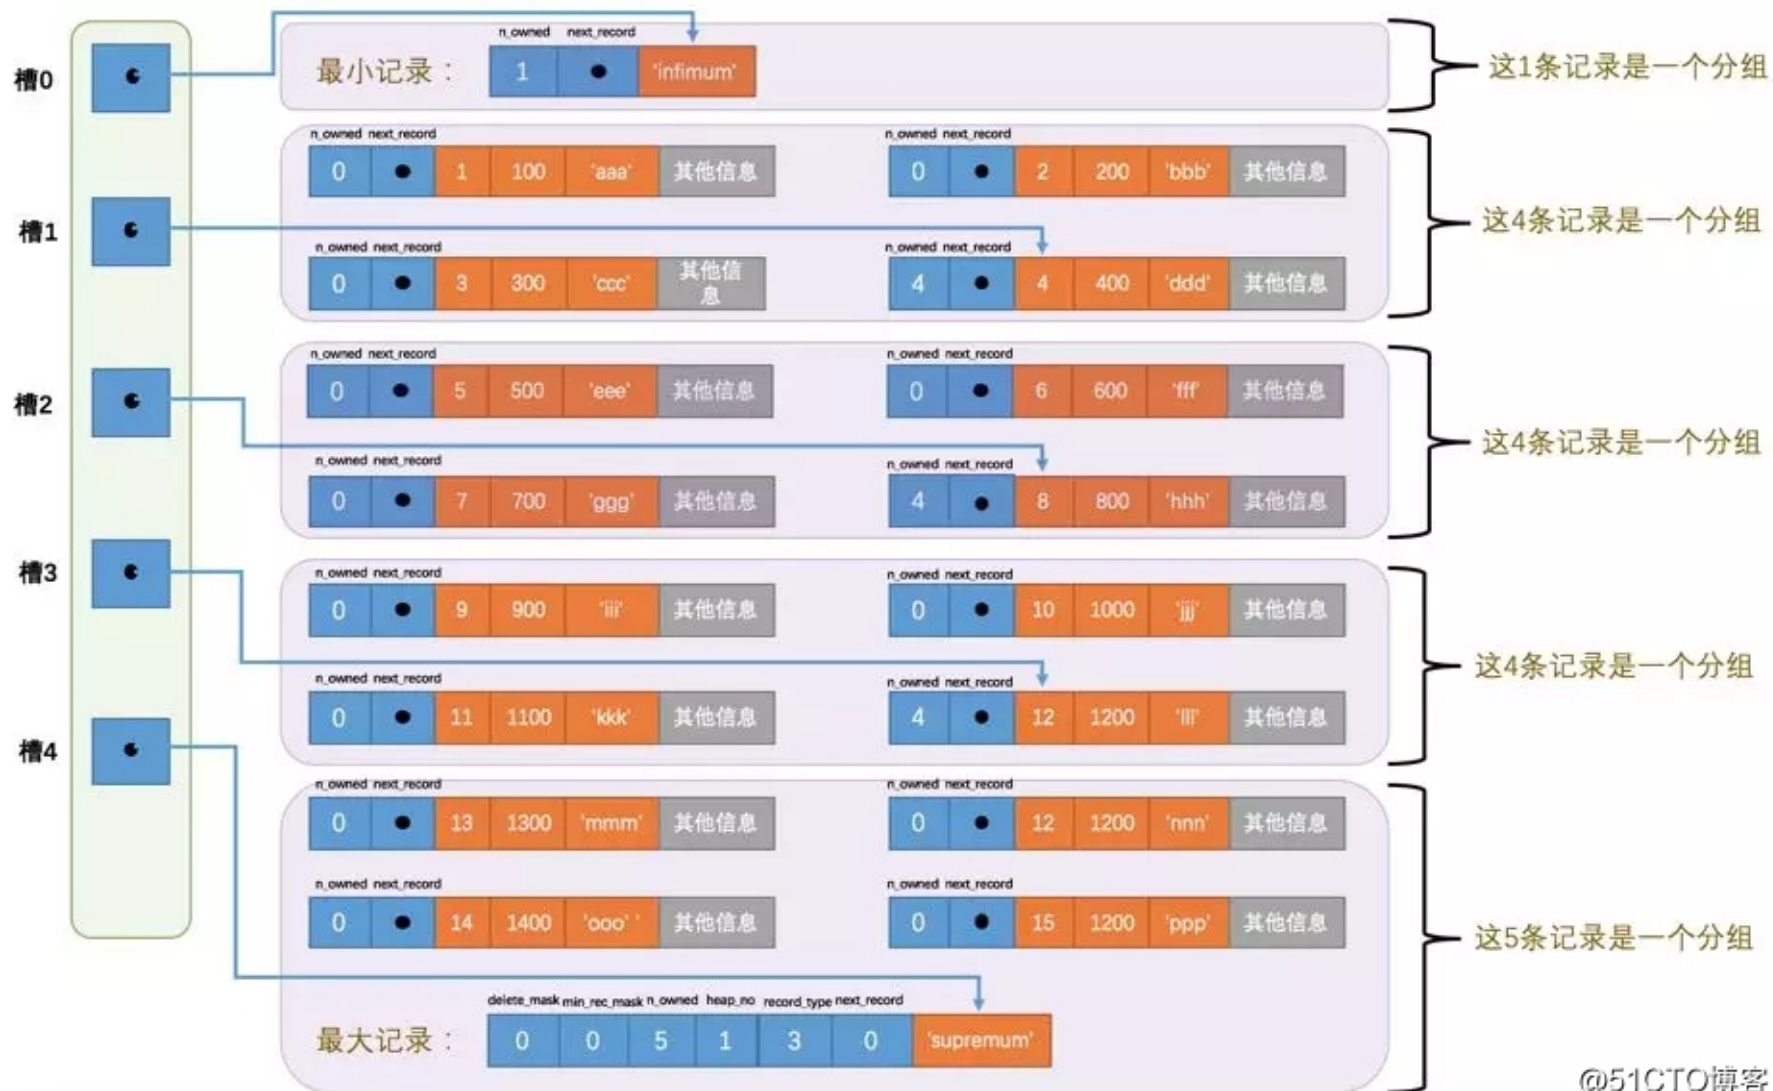 n_owned next_record
槽0
最小记录：
1 'infimum'
这1条记录是一个分组
n_owned next_record n_owned next_record
0 1 100 'aaa' 其他信息 0 2 200 'bbb' 其他信息
槽1
这4条记录是一个分组
n_owned next_record n_owned next_record
0 3 300 'ccc' 其他信
息
4 4 400 'ddd' 其他信息
n_owned next_record n_owned next_record
0 5 500 'eee' 其他信息 0 6 600 'fff' 其他信息
槽2
这4条记录是一个分组
n_owned next_record n_owned next_record
0 7 700 'ggg' 其他信息 4 8 800 'hhh' 其他信息
槽3
n_owned next_record n_owned next_record
0 9 900 'iii' 其他信息 0 10 1000 'jjj' 其他信息
这4条记录是一个分组
n_owned next_record n_owned next_record
0 11 1100 'kkk' 其他信息 4 12 1200 'lll' 其他信息
槽4
n_owned next_record n_owned next_record
0 13 1300 'mmm' 其他信息 0 12 1200 'nnn' 其他信息
n_owned next_record n_owned next_record
0 14 1400 'ooo' ' 其他信息 0 15 1200 'ppp' 其他信息
这5条记录是一个分组
delete_mask min_rec_mask n_owned heap_no record_type next_record
最大记录：
0 0 5 1 3 0 'supremum'
@51CTO博客